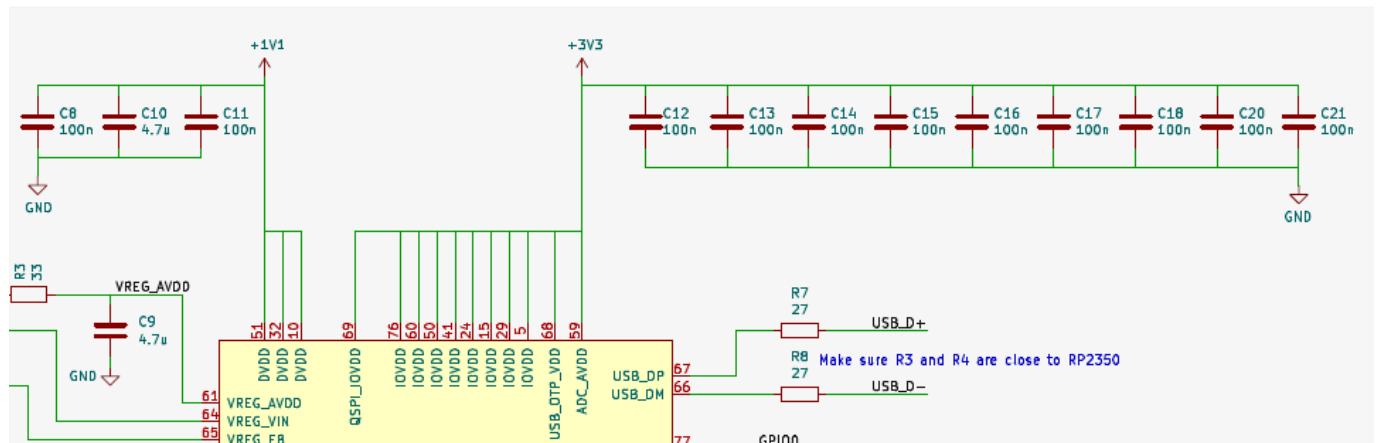 +1V1
+3V3
C8
100n
C10
4.7u
C11
100n
C12
100n
C13
100n
C14
100n
C15
100n
C16
100n
C17
100n
C18
100n
C20
100n
C21
100n
GND
GND
R3
33
VREG_AVDD
C9
4.7u
GND
51
32
10
69
76
60
50
41
24
15
29
5
68
59
DVDD
DVDD
DVDD
QSPI_IOVDD
IOVDD
IOVDD
IOVDD
IOVDD
IOVDD
IOVDD
IOVDD
IOVDD
USB_OTP_VDD
ADC_AVDD
R7
27
USB_D+
R8
27
Make sure R3 and R4 are close to RP2350
USB_D-
USB_DP
67
USB_DM
66
61
VREG_AVDD
64
VREG_VIN
65
VREG_FB
77
GPIO0